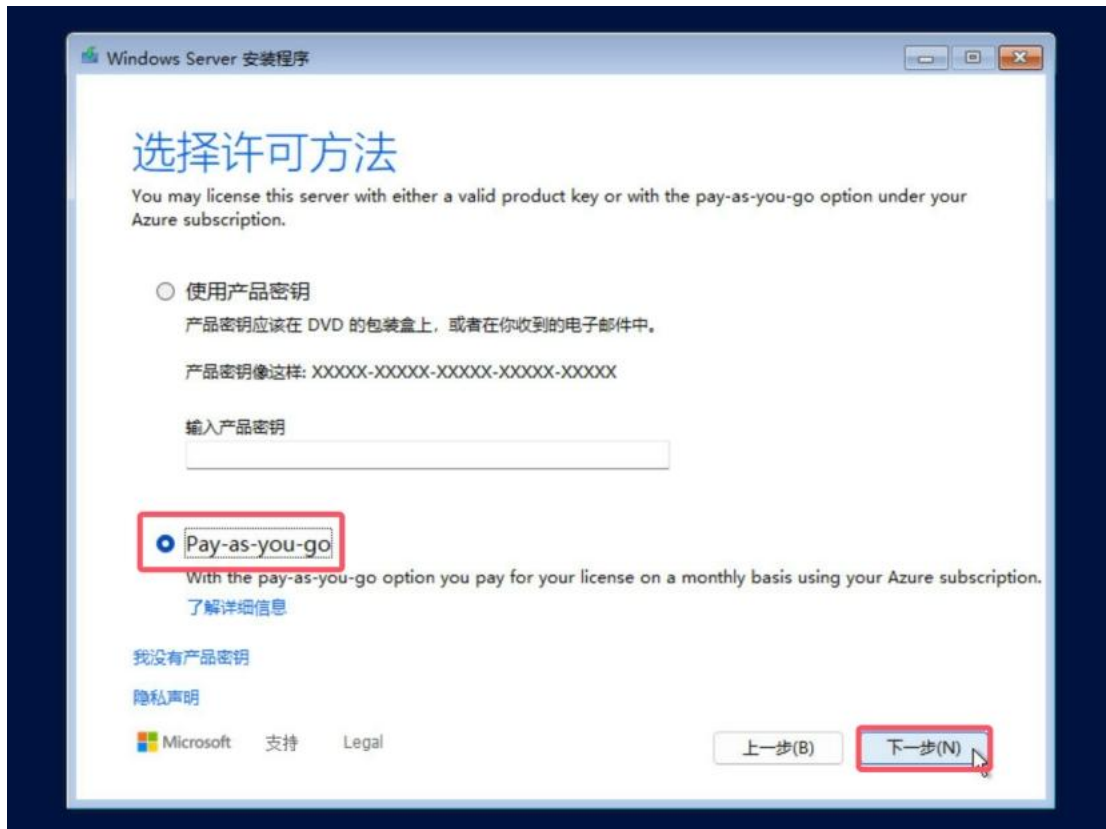 Windows Server 安装程序
选择许可方法
You may license this server with either a valid product key or with the pay-as-you-go option under your
Azure subscription.
使用产品密钥
产品密钥应该在 DVD 的包装盒上，或者在你收到的电子邮件中。
产品密钥像这样: XXXXX-XXXXX-XXXXX-XXXXX-XXXXX
输入产品密钥
Pay-as-you-go
With the pay-as-you-go option you pay for your license on a monthly basis using your Azure subscription.
了解详细信息
我没有产品密钥
隐私声明
Microsoft 支持 Legal
上一步(B) 下一步(N)